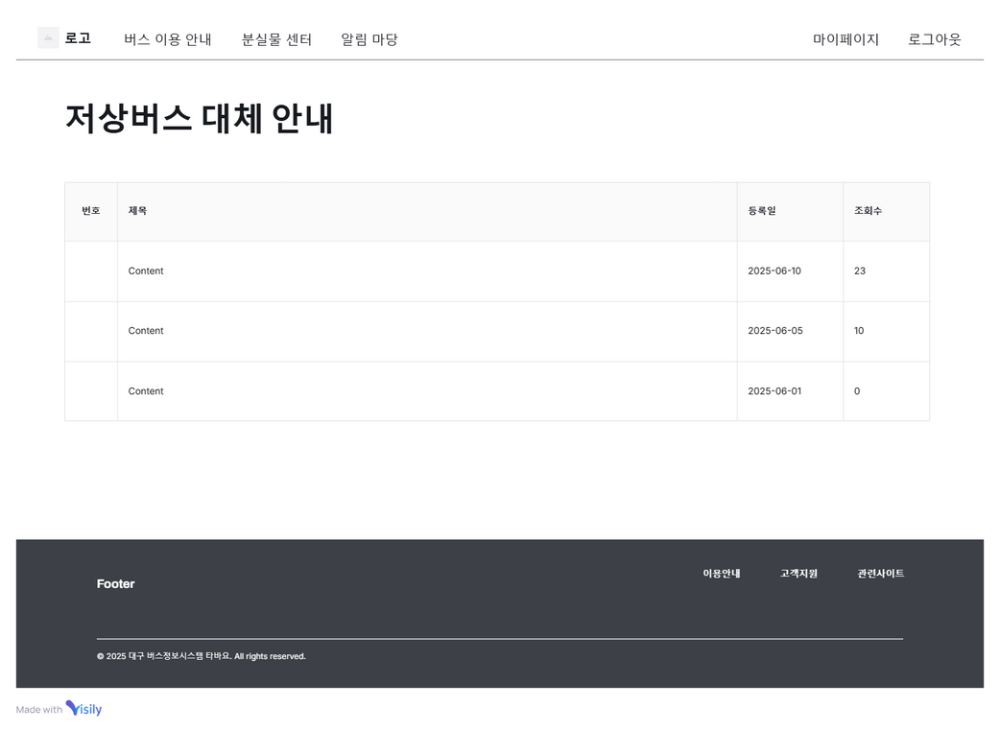 로고 버스 이용 안내 분실물 센터 알림 마당 마이페이지 로그아웃
저상버스 대체 안내
번호 제목 등록일 조회수
Content 2025-06-10 23
Content 2025-06-05 10
Content 2025-06-01 0
이용안내 고객지원 관련사이트
Footer
© 2025 대구 버스정보시스템 타바요. All rights reserved.
Made with Visily